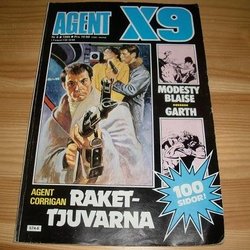 AGENT X9
MODESTY
BLAISE
GARTH
100
SIDOR!
AGENT
CORRIGAN
RAKET-
TJUVARNA